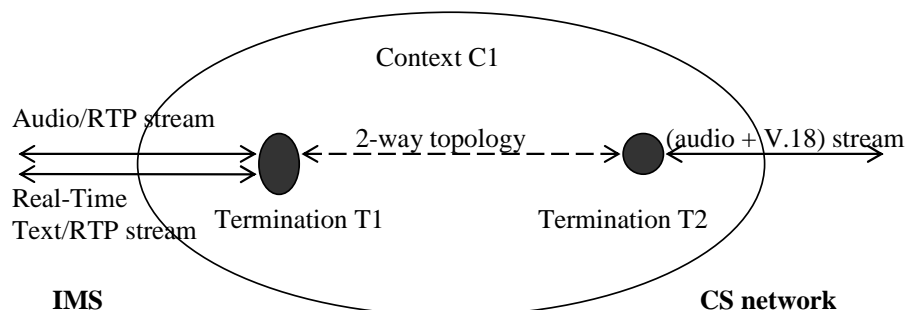 Context C1
Audio/RTP stream
2-way topology
(audio + V.18) stream
Real-Time
Text/RTP stream
Termination T1
Termination T2
IMS
CS network